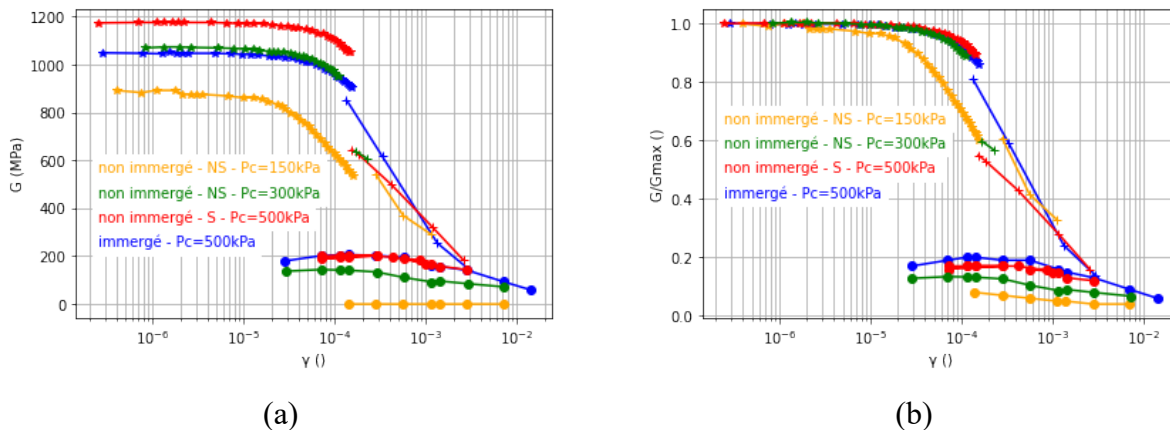 G (MPa)
1200
1000
800
600
400
200
0
non immergé - NS - Pc=150kPa
non immergé - NS - Pc=300kPa
non immergé - S - Pc=500kPa
immergé - Pc=500kPa
10⁻⁶ 10⁻⁵ 10⁻⁴ 10⁻³ 10⁻²
γ ()
(a)
G/Gmax ()
1.0
0.8
0.6
0.4
0.2
0.0
non immergé - NS - Pc=150kPa
non immergé - NS - Pc=300kPa
non immergé - S - Pc=500kPa
immergé - Pc=500kPa
10⁻⁶ 10⁻⁵ 10⁻⁴ 10⁻³ 10⁻²
γ ()
(b)